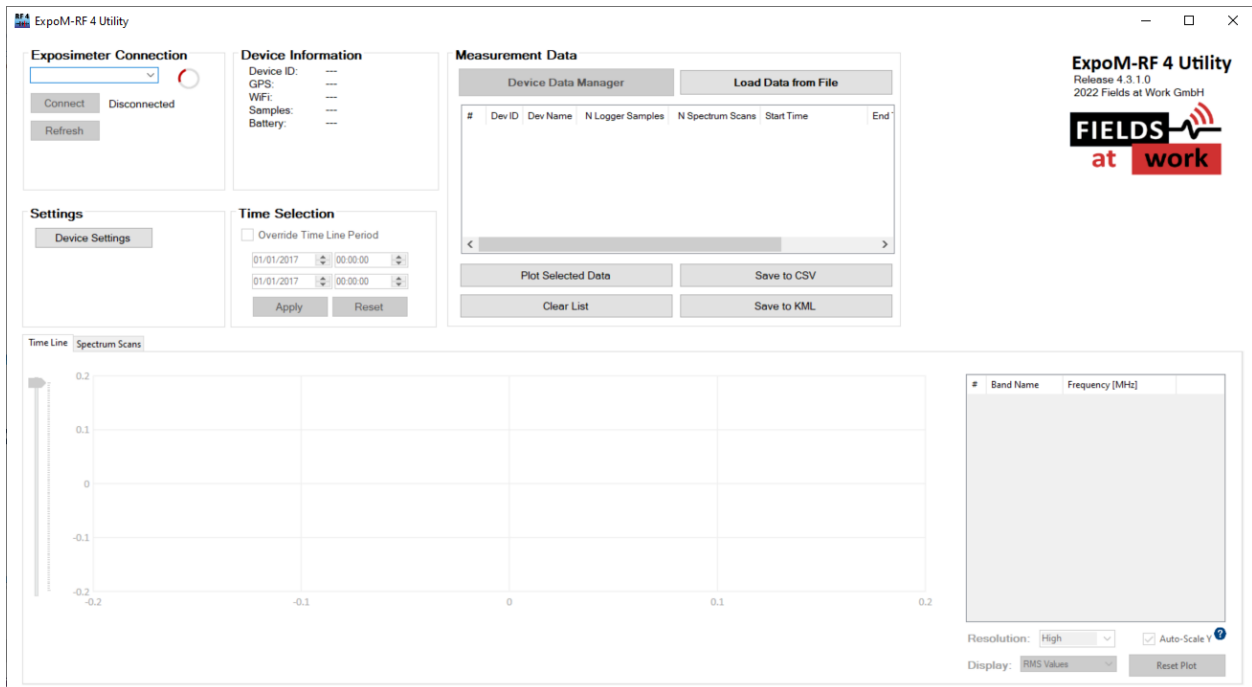 ExpoM-RF 4 Utility
Exposimeter Connection
Connect
Disconnected
Refresh
Device Information
Device ID: ---
GPS: ---
WiFi: ---
Samples: ---
Battery: ---
Measurement Data
Device Data Manager
Load Data from File
# Dev ID Dev Name N Logger Samples N Spectrum Scans Start Time End
Plot Selected Data
Save to CSV
Clear List
Save to KML
ExpoM-RF 4 Utility
Release 4.3.1.0
2022 Fields at Work GmbH
FIELDS
at work
Settings
Device Settings
Time Selection
Override Time Line Period
01/01/2017 00:00:00
01/01/2017 00:00:00
Apply Reset
Time Line Spectrum Scans
0.2
0.1
0
-0.1
-0.2
-0.2 -0.1 0 0.1 0.2
# Band Name Frequency [MHz]
Resolution: High
Auto-Scale Y ?
Display: RMS Values
Reset Plot